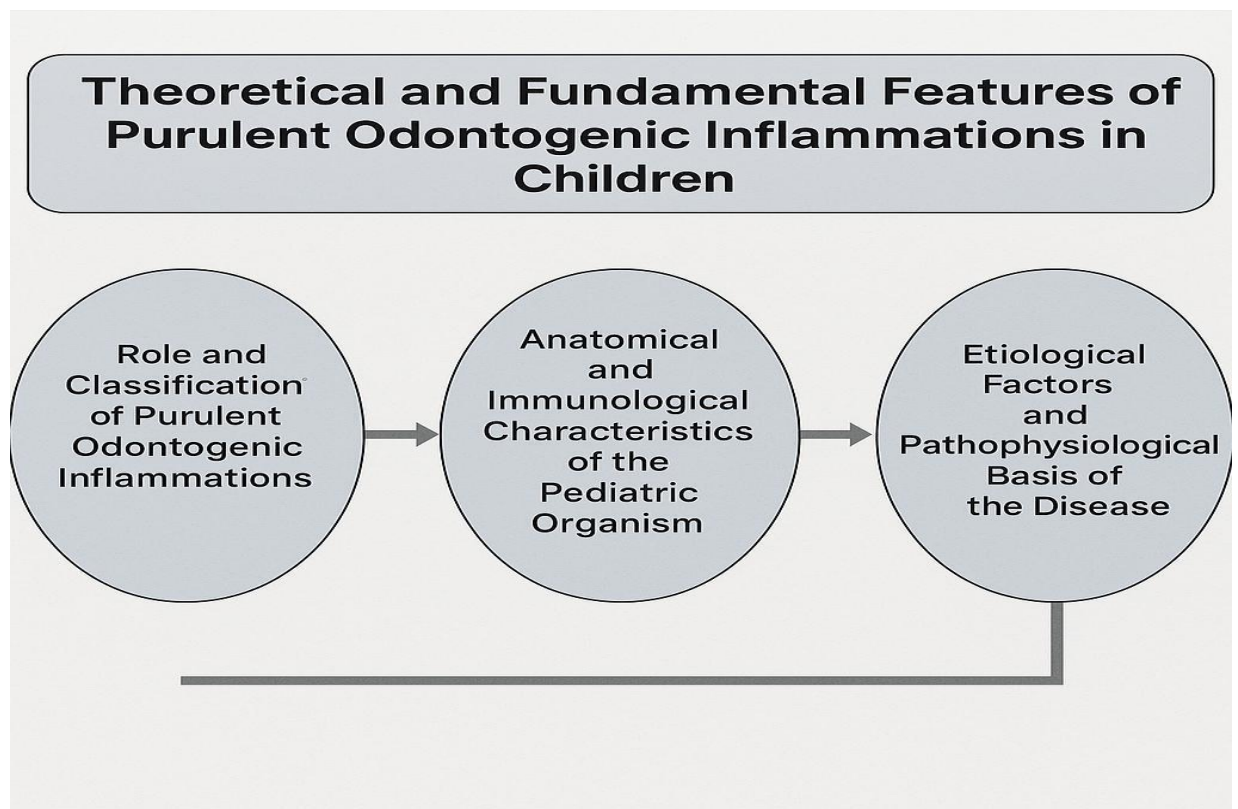 Theoretical and Fundamental Features of
Purulent Odontogenic Inflammations in
Children
Role and
Classification
of Purulent
Odontogenic
Inflammations
Anatomical
and
Immunological
Characteristics
of the
Pediatric
Organism
Etiological
Factors
and
Pathophysiological
Basis of
the Disease